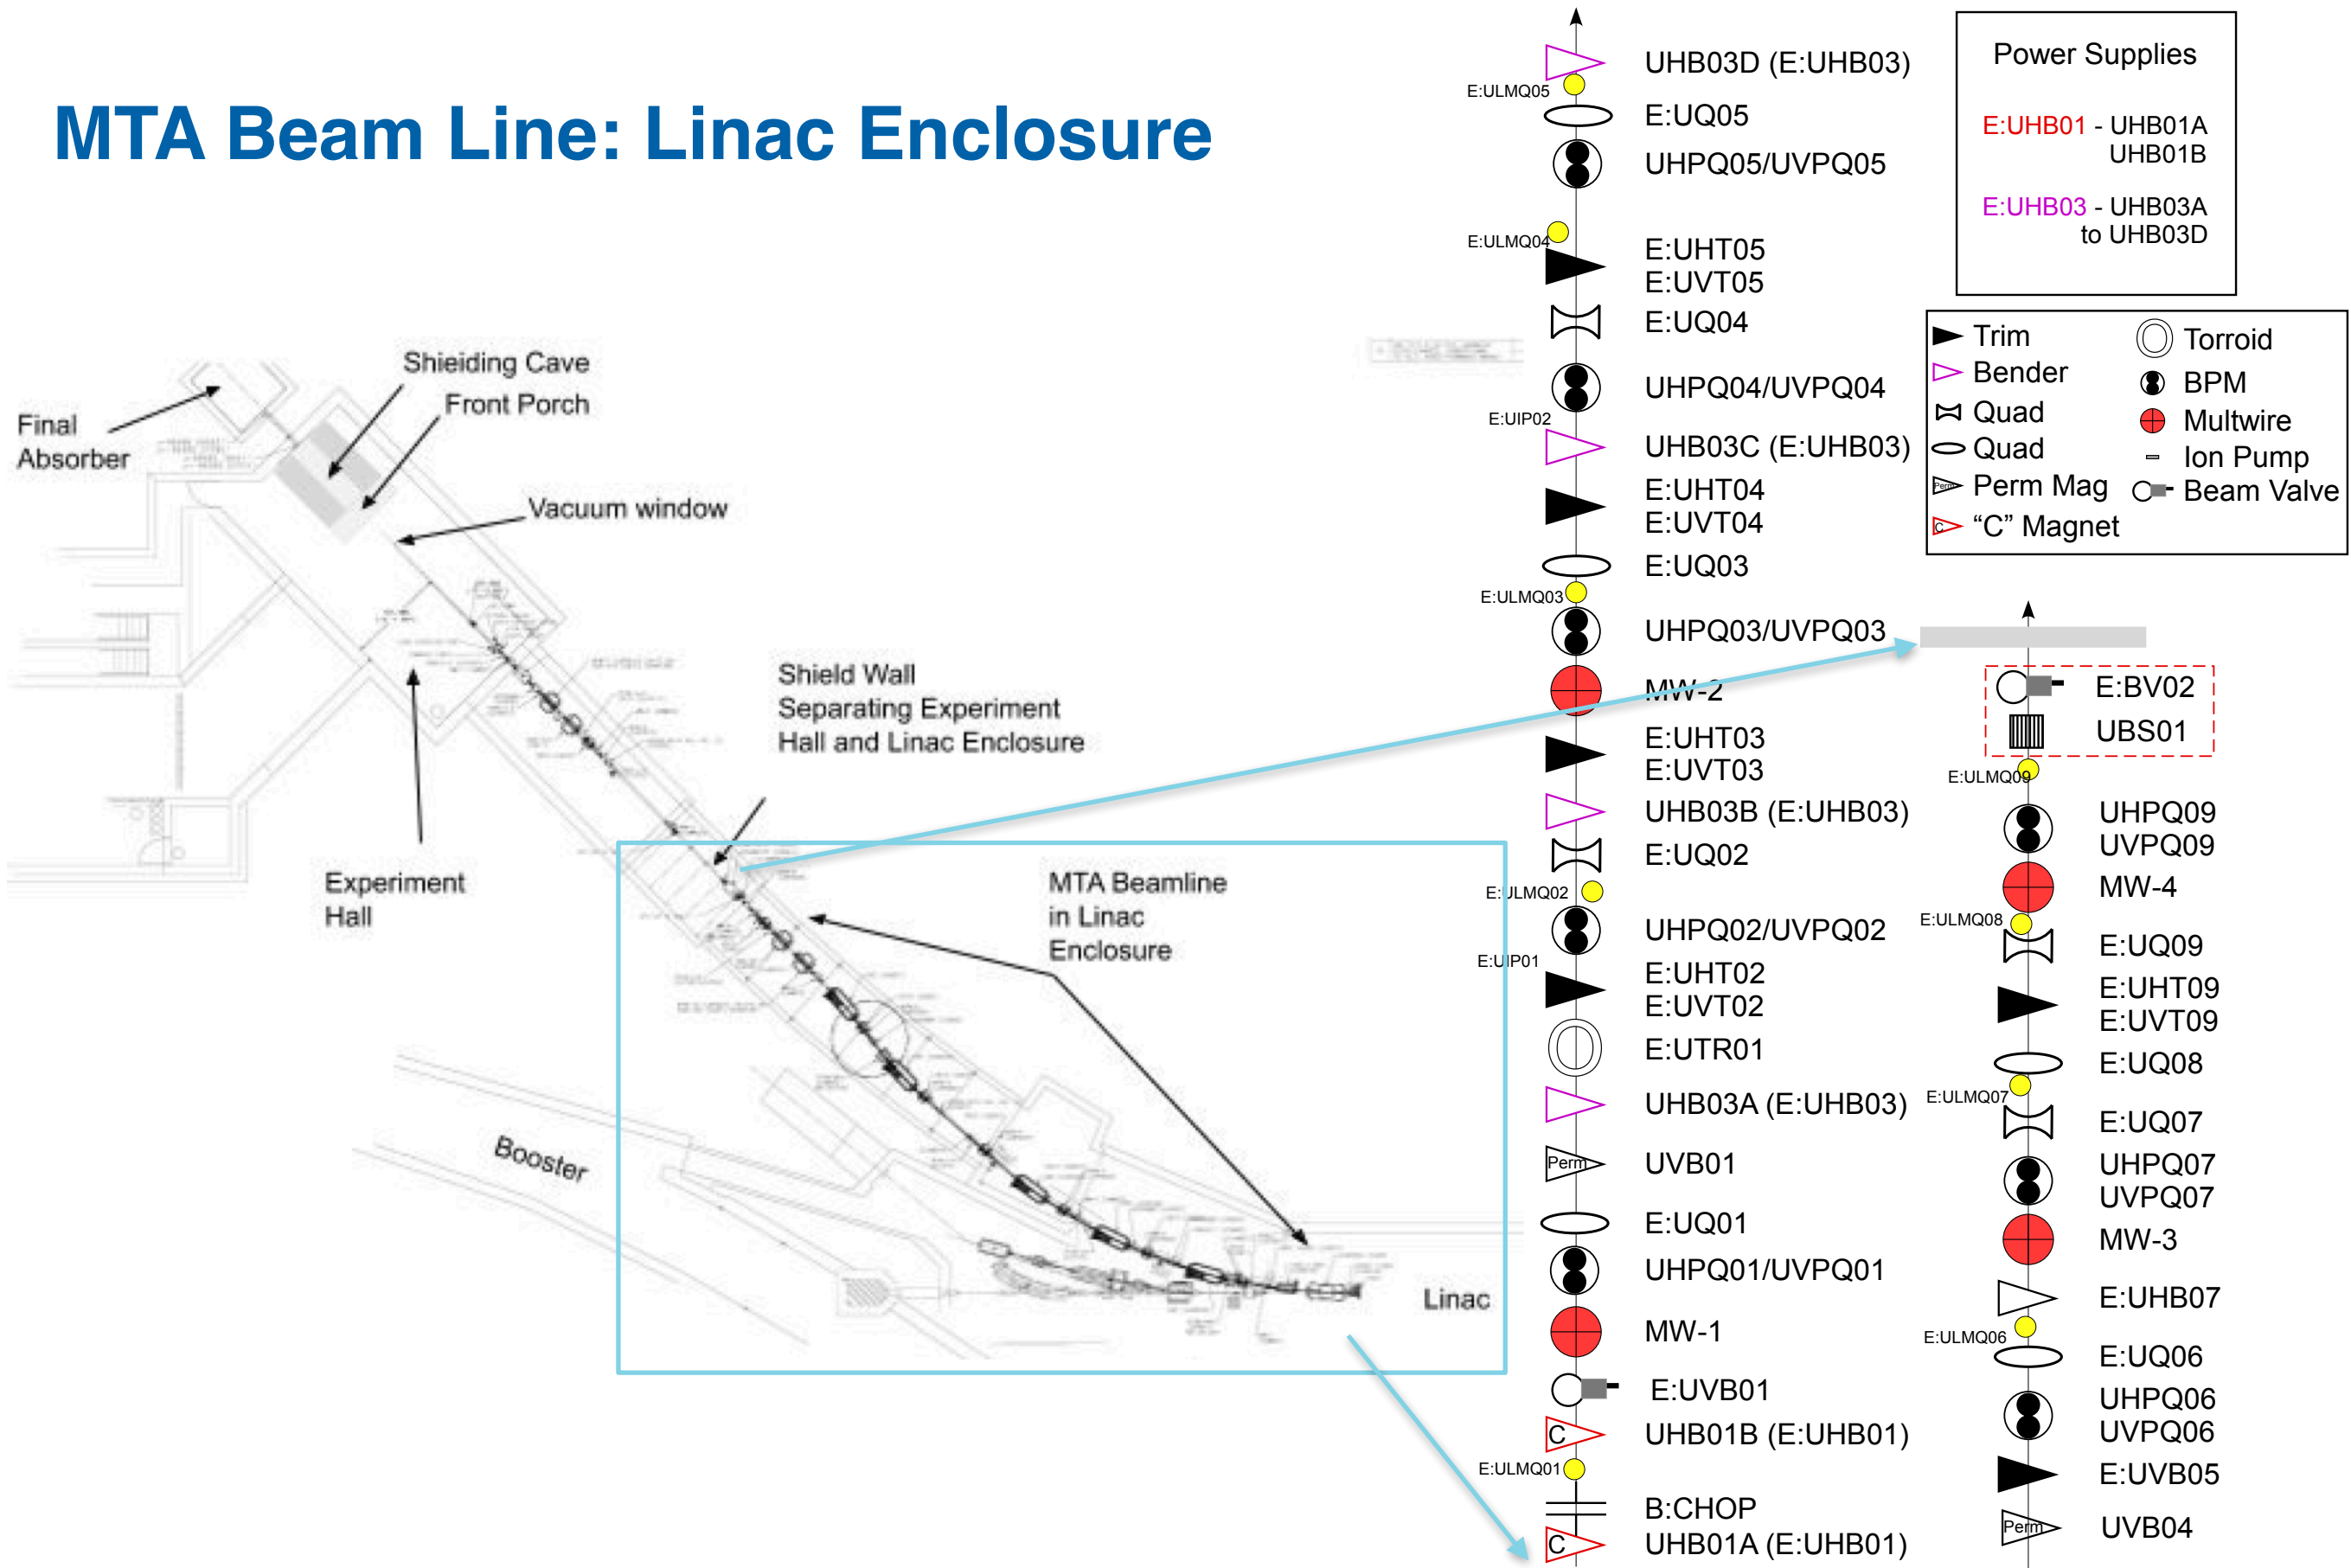 MTA Beam Line: Linac Enclosure
Final
Absorber
Shieiding Cave
Front Porch
Vacuum window
Shield Wall
Separating Experiment
Hall and Linac Enclosure
Experiment
Hall
MTA Beamline
in Linac
Enclosure
Booster
Linac
UHB03D (E:UHB03)
E:ULMQ05
E:UQ05
UHPQ05/UVPQ05
E:ULMQ04
E:UHT05
E:UVT05
E:UQ04
UHPQ04/UVPQ04
E:UIP02
UHB03C (E:UHB03)
E:UHT04
E:UVT04
E:UQ03
E:ULMQ03
UHPQ03/UVPQ03
MW-2
E:UHT03
E:UVT03
UHB03B (E:UHB03)
E:UQ02
E:ULMQ02
UHPQ02/UVPQ02
E:UIP01
E:UHT02
E:UVT02
E:UTR01
UHB03A (E:UHB03)
Perm UVB01
E:UQ01
UHPQ01/UVPQ01
MW-1
E:UVB01
C UHB01B (E:UHB01)
E:ULMQ01
B:CHOP
C UHB01A (E:UHB01)
Power Supplies
E:UHB01 - UHB01A
UHB01B
E:UHB03 - UHB03A
to UHB03D
Trim
Bender
Quad
Quad
Perm Perm Mag
C “C” Magnet
Torroid
BPM
Multwire
Ion Pump
Beam Valve
E:BV02
UBS01
E:ULMQ09
UHPQ09
UVPQ09
MW-4
E:ULMQ08
E:UQ09
E:UHT09
E:UVT09
E:UQ08
E:ULMQ07
E:UQ07
UHPQ07
UVPQ07
MW-3
E:UHB07
E:ULMQ06
E:UQ06
UHPQ06
UVPQ06
E:UVB05
Perm UVB04